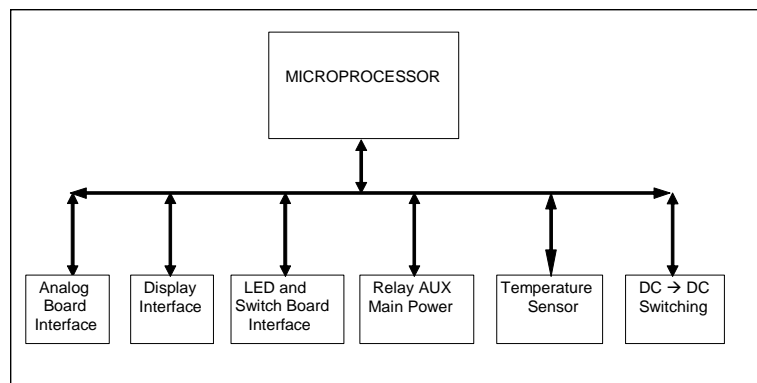 MICROPROCESSOR
Analog
Board
Interface
Display
Interface
LED and
Switch Board
Interface
Relay AUX
Main Power
Temperature
Sensor
DC → DC
Switching